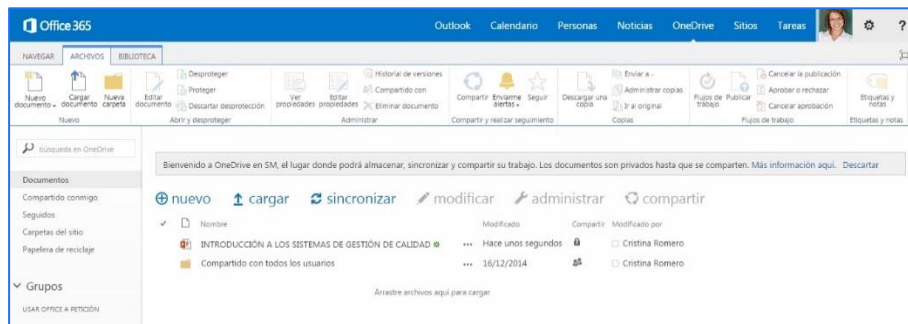 Office 365
Outlook Calendario Personas Noticias OneDrive Sitios Tareas ?
NAVEGAR ARCHIVOS BIBLIOTECA
Nuevo documento
Cargar documento
Nueva carpeta
Nuevo
Editar documento
Desproteger
Proteger
Descartar desprotección
Abrir y desproteger
Ver propiedades
Editar propiedades
Historial de versiones
Compartido con
Eliminar documento
Administrar
Compartir
Enviarme alertas
Seguir
Compartir y realizar seguimiento
Descargar una copia
Enviar a
Administrar copias
Ir al original
Copias
Flujos de trabajo
Publicar
Cancelar la publicación
Aprobar o rechazar
Cancelar aprobación
Flujos de trabajo
Etiquetas y notas
Etiquetas y notas
búsqueda en OneDrive
Documentos
Compartido conmigo
Seguidos
Carpetas del sitio
Papelera de reciclaje
Grupos
USAR OFFICE A PETICIÓN
Bienvenido a OneDrive en SM, el lugar donde podrá almacenar, sincronizar y compartir su trabajo. Los documentos son privados hasta que se comparten. Más información aquí. Descartar
nuevo cargar sincronizar modificar administrar compartir
Nombre Modificado Compartir Modificado por
INTRODUCCIÓN A LOS SISTEMAS DE GESTIÓN DE CALIDAD ... Hace unos segundos Cristina Romero
Compartido con todos los usuarios ... 16/12/2014 Cristina Romero
Arrastre archivos aquí para cargar